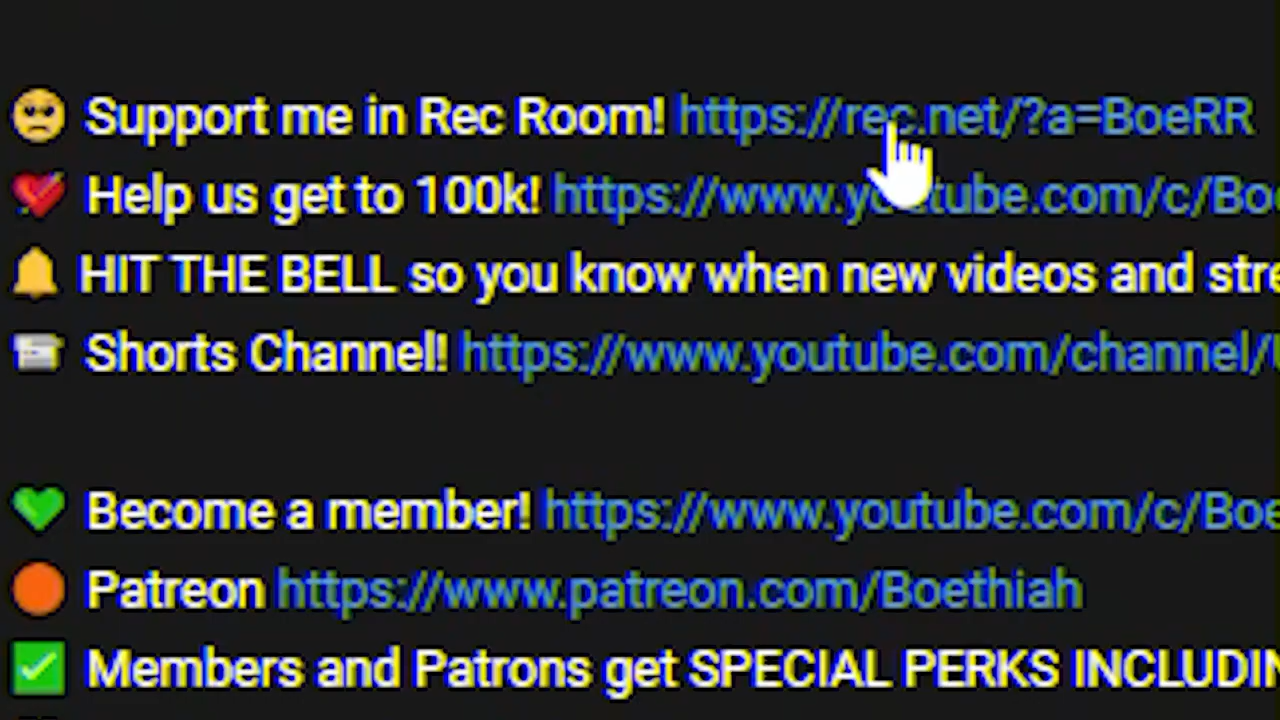 Support me in Rec Room! https://rec.net/?a=BoeRR
Help us get to 100k! https://www.youtube.com/c/Boe
HIT THE BELL so you know when new videos and stre
Shorts Channel! https://www.youtube.com/channel/
Become a member! https://www.youtube.com/c/Boe
Patreon https://www.patreon.com/Boethiah
Members and Patrons get SPECIAL PERKS INCLUDIN